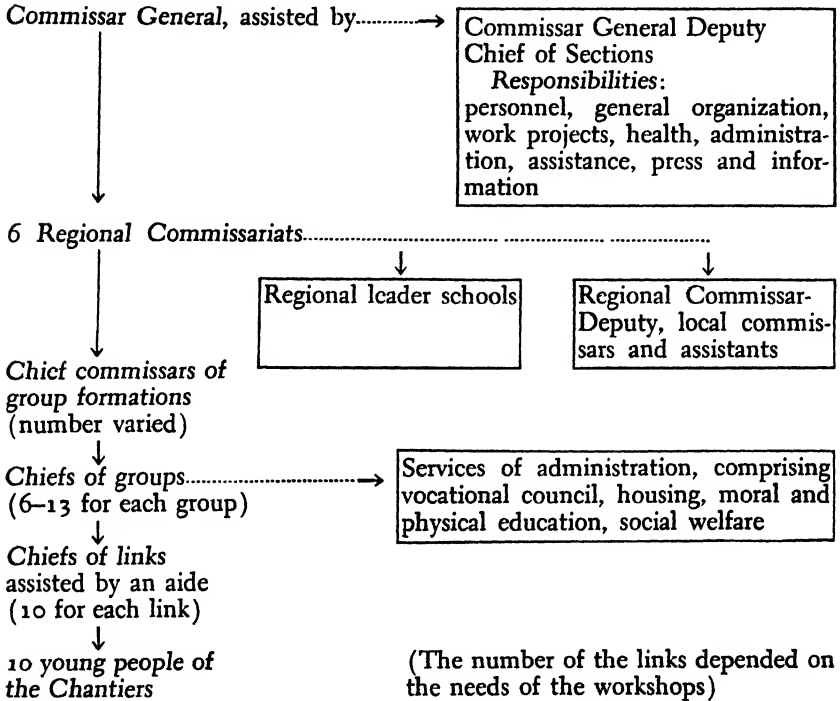 Commissar General, assisted by............→
Commissar General Deputy
Chief of Sections
Responsibilities:
personnel, general organization,
work projects, health, administra-
tion, assistance, press and infor-
mation
6 Regional Commissariats
Regional leader schools
Regional Commissar-
Deputy, local commis-
sars and assistants
Chief commissars of
group formations
(number varied)
Chiefs of groups
(6–13 for each group)
Services of administration, comprising
vocational council, housing, moral and
physical education, social welfare
Chiefs of links
assisted by an aide
(10 for each link)
10 young people of
the Chantiers
(The number of the links depended on
the needs of the workshops)